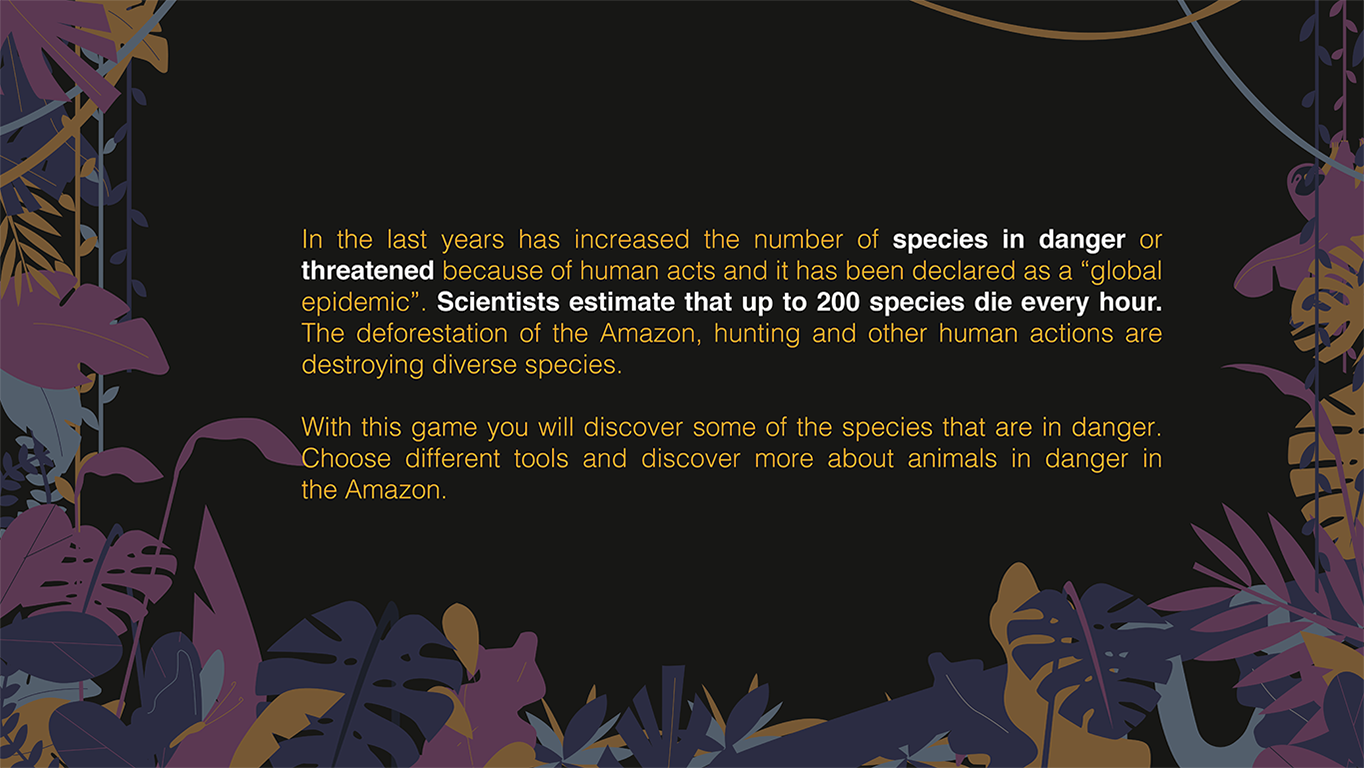 In the last years has increased the number of species in danger or
threatened because of human acts and it has been declared as a “global
epidemic”. Scientists estimate that up to 200 species die every hour.
The deforestation of the Amazon, hunting and other human actions are
destroying diverse species.
With this game you will discover some of the species that are in danger.
Choose different tools and discover more about animals in danger in
the Amazon.